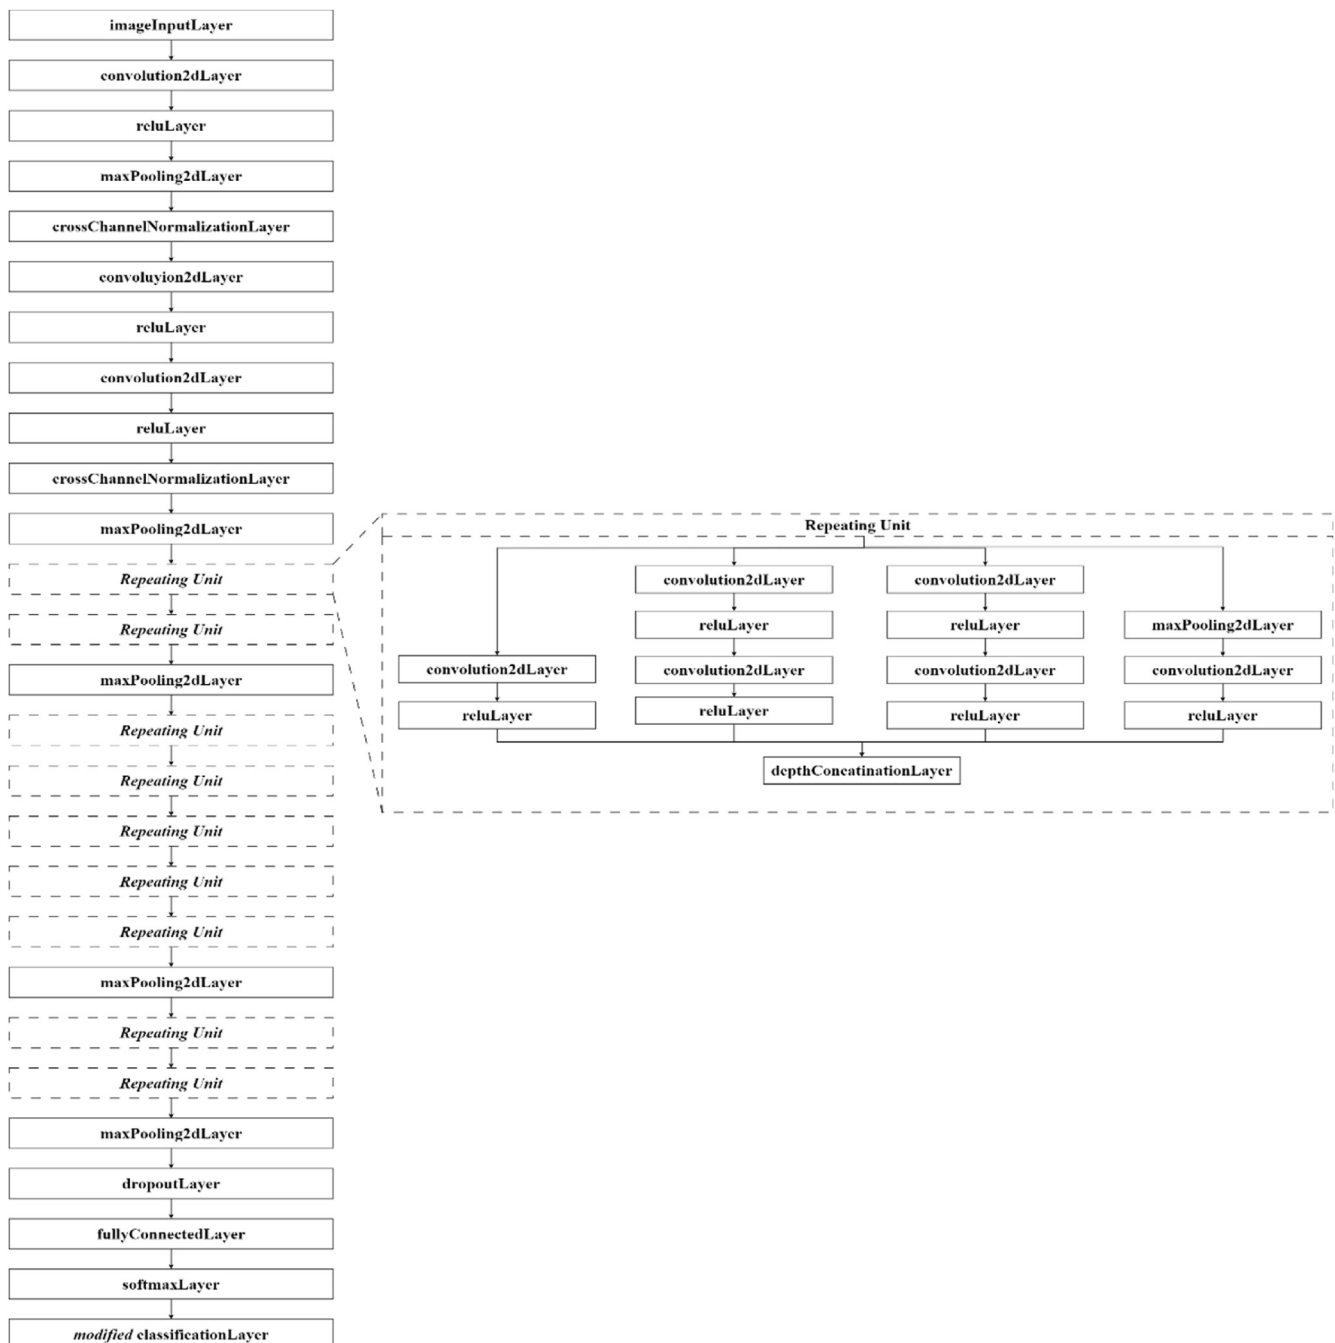 imageInputLayer
convolution2dLayer
reluLayer
maxPooling2dLayer
crossChannelNormalizationLayer
convoluyion2dLayer
reluLayer
convolution2dLayer
reluLayer
crossChannelNormalizationLayer
maxPooling2dLayer
Repeating Unit
Repeating Unit
maxPooling2dLayer
Repeating Unit
Repeating Unit
Repeating Unit
Repeating Unit
Repeating Unit
maxPooling2dLayer
Repeating Unit
Repeating Unit
maxPooling2dLayer
dropoutLayer
fullyConnectedLayer
softmaxLayer
modified classificationLayer
Repeating Unit
convolution2dLayer
reluLayer
convolution2dLayer
reluLayer
convolution2dLayer
reluLayer
convolution2dLayer
reluLayer
convolution2dLayer
reluLayer
maxPooling2dLayer
convolution2dLayer
reluLayer
depthConcatinationLayer